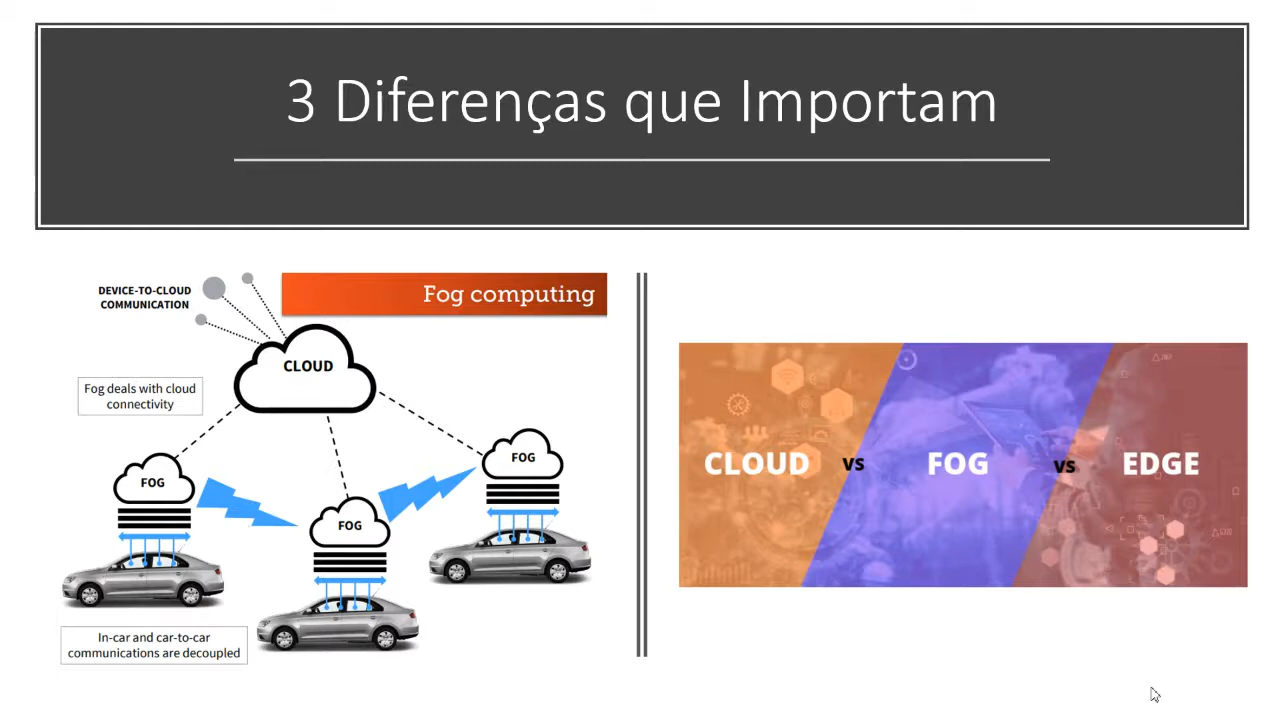 3 Diferenças que Importam
DEVICE-TO-CLOUD
COMMUNICATION
Fog computing
CLOUD
Fog deals with cloud
connectivity
FOG
FOG
FOG
In-car and car-to-car
communications are decoupled
CLOUD vs FOG vs EDGE